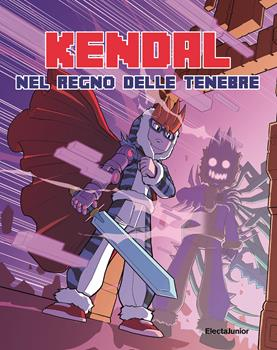 KENDAL
NEL REGNO DELLE TENEBRE
ElectaJunior